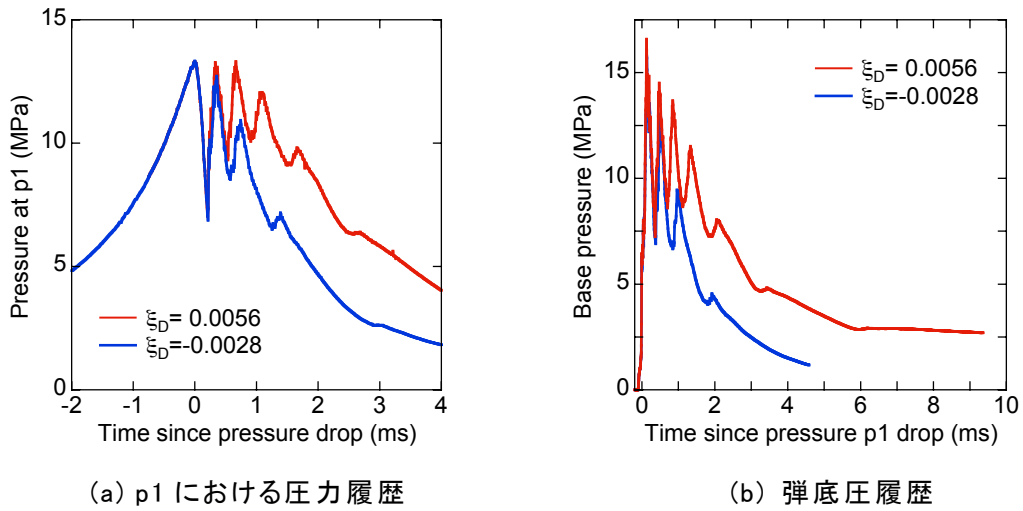 15
10
5
0
Pressure at p1 (MPa)
ξD= 0.0056
ξD=-0.0028
-2 -1 0 1 2 3 4
Time since pressure drop (ms)
(a) p1 における圧力履歴
15
10
5
0
Base pressure (MPa)
ξD= 0.0056
ξD=-0.0028
0 2 4 6 8 10
Time since pressure p1 drop (ms)
(b) 弾底圧履歴